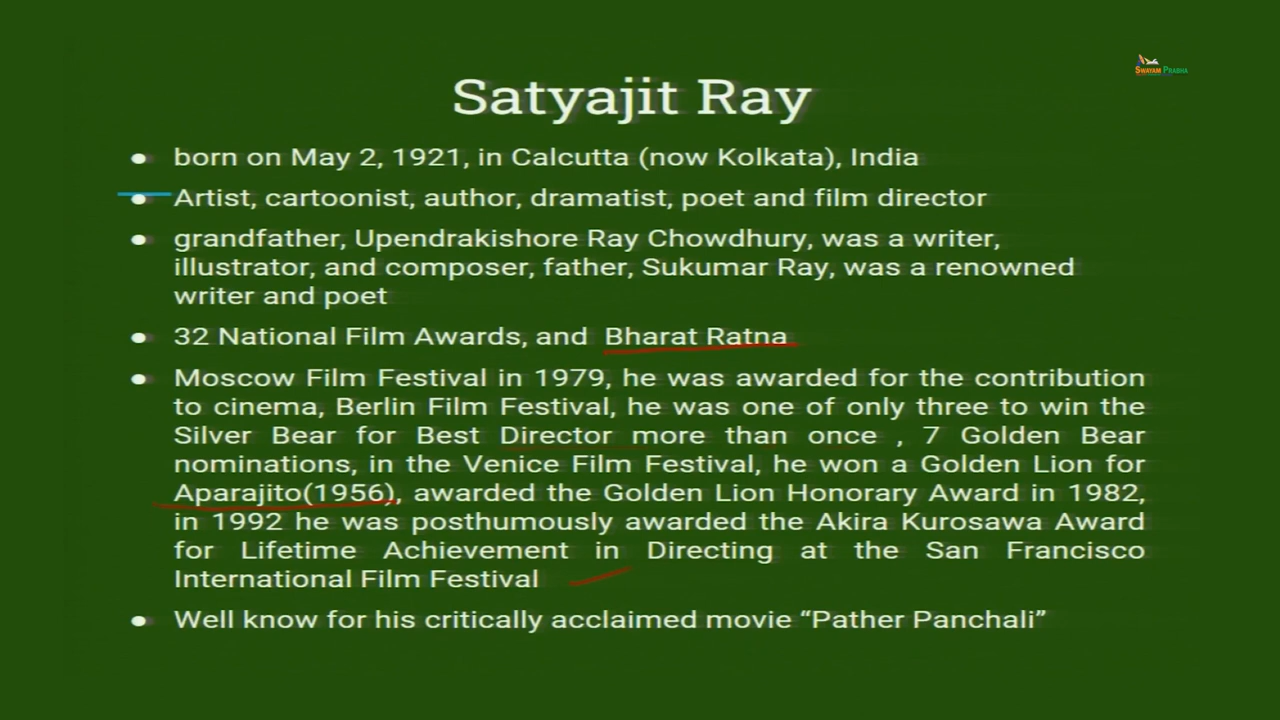 SWAYAM PRABHA
Satyajit Ray
● born on May 2, 1921, in Calcutta (now Kolkata), India
● Artist, cartoonist, author, dramatist, poet and film director
● grandfather, Upendrakishore Ray Chowdhury, was a writer,
illustrator, and composer, father, Sukumar Ray, was a renowned
writer and poet
● 32 National Film Awards, and Bharat Ratna
● Moscow Film Festival in 1979, he was awarded for the contribution
to cinema, Berlin Film Festival, he was one of only three to win the
Silver Bear for Best Director more than once , 7 Golden Bear
nominations, in the Venice Film Festival, he won a Golden Lion for
Aparajito(1956), awarded the Golden Lion Honorary Award in 1982,
in 1992 he was posthumously awarded the Akira Kurosawa Award
for Lifetime Achievement in Directing at the San Francisco
International Film Festival
● Well know for his critically acclaimed movie “Pather Panchali”